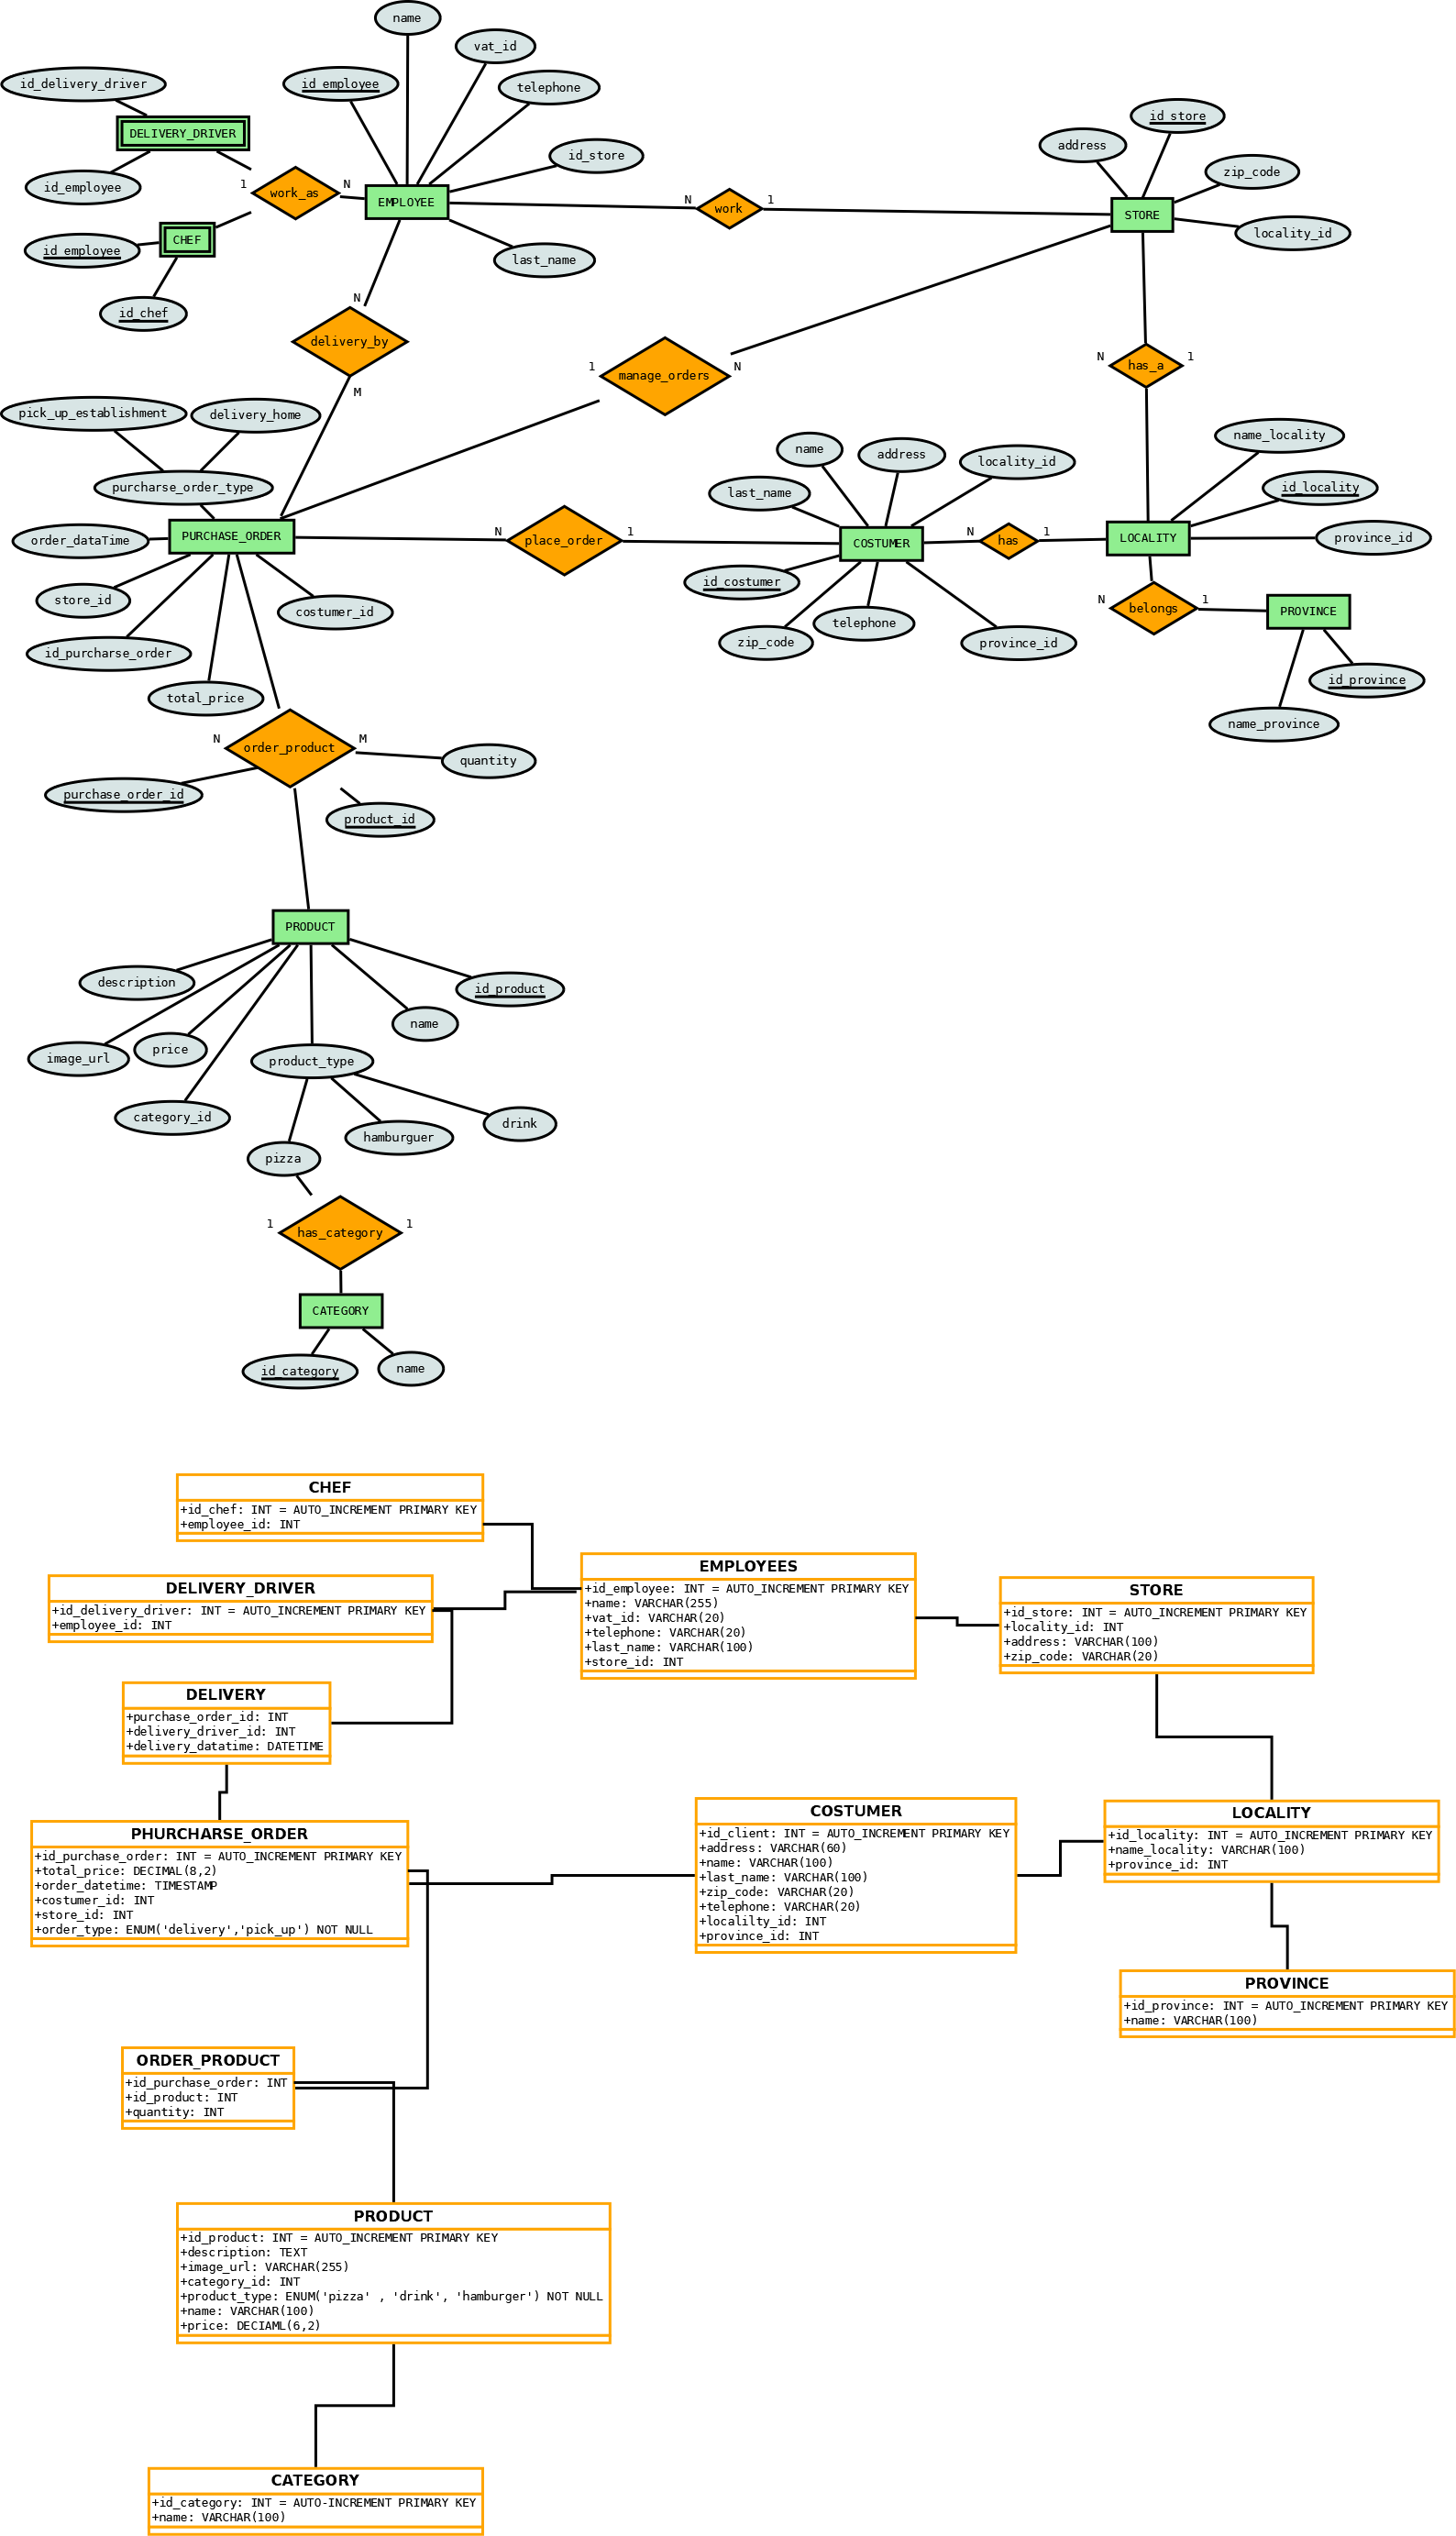 name
vat_id
id_delivery_driver
id_employee
telephone
DELIVERY_DRIVER
id_store
address
id_store
zip_code
id_employee
1
work_as
N
EMPLOYEE
N
work
1
STORE
locality_id
CHEF
id_employee
last_name
id_chef
N
delivery_by
M
1
manage_orders
N
N
has_a
1
pick_up_establishment
delivery_home
purcharse_order_type
name
address
locality_id
last_name
name_locality
id_locality
order_dataTime
PURCHASE_ORDER
N
place_order
1
COSTUMER
N
has
1
LOCALITY
province_id
store_id
costumer_id
id_costumer
telephone
zip_code
province_id
N
belongs
1
PROVINCE
id_province
name_province
id_purcharse_order
total_price
N
order_product
M
quantity
purchase_order_id
product_id
PRODUCT
description
id_product
name
image_url
price
product_type
category_id
hamburguer
drink
pizza
1
has_category
1
CATEGORY
id_category
name
CHEF
+id_chef: INT = AUTO_INCREMENT PRIMARY KEY
+employee_id: INT
DELIVERY_DRIVER
+id_delivery_driver: INT = AUTO_INCREMENT PRIMARY KEY
+employee_id: INT
EMPLOYEES
+id_employee: INT = AUTO_INCREMENT PRIMARY KEY
+name: VARCHAR(255)
+vat_id: VARCHAR(20)
+telephone: VARCHAR(20)
+last_name: VARCHAR(100)
+store_id: INT
STORE
+id_store: INT = AUTO_INCREMENT PRIMARY KEY
+locality_id: INT
+address: VARCHAR(100)
+zip_code: VARCHAR(20)
DELIVERY
+purchase_order_id: INT
+delivery_driver_id: INT
+delivery_datatime: DATETIME
PHURCHARSE_ORDER
+id_purchase_order: INT = AUTO_INCREMENT PRIMARY KEY
+total_price: DECIMAL(8,2)
+order_datetime: TIMESTAMP
+costumer_id: INT
+store_id: INT
+order_type: ENUM('delivery','pick_up') NOT NULL
COSTUMER
+id_client: INT = AUTO_INCREMENT PRIMARY KEY
+address: VARCHAR(60)
+name: VARCHAR(100)
+last_name: VARCHAR(100)
+zip_code: VARCHAR(20)
+telephone: VARCHAR(20)
+localilty_id: INT
+province_id: INT
LOCALITY
+id_locality: INT = AUTO_INCREMENT PRIMARY KEY
+name_locality: VARCHAR(100)
+province_id: INT
PROVINCE
+id_province: INT = AUTO_INCREMENT PRIMARY KEY
+name: VARCHAR(100)
ORDER_PRODUCT
+id_purchase_order: INT
+id_product: INT
+quantity: INT
PRODUCT
+id_product: INT = AUTO_INCREMENT PRIMARY KEY
+description: TEXT
+image_url: VARCHAR(255)
+category_id: INT
+product_type: ENUM('pizza' , 'drink', 'hamburger') NOT NULL
+name: VARCHAR(100)
+price: DECIAML(6,2)
CATEGORY
+id_category: INT = AUTO-INCREMENT PRIMARY KEY
+name: VARCHAR(100)